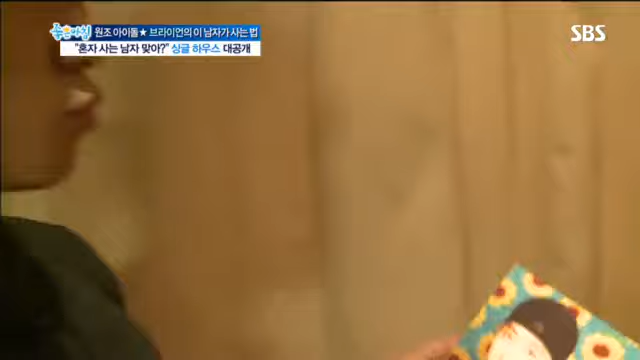 좋은아침 원조 아이돌★ 브라이언의 이 남자가 사는 법
"혼자 사는 남자 맞아?" 싱글 하우스 대공개
SBS